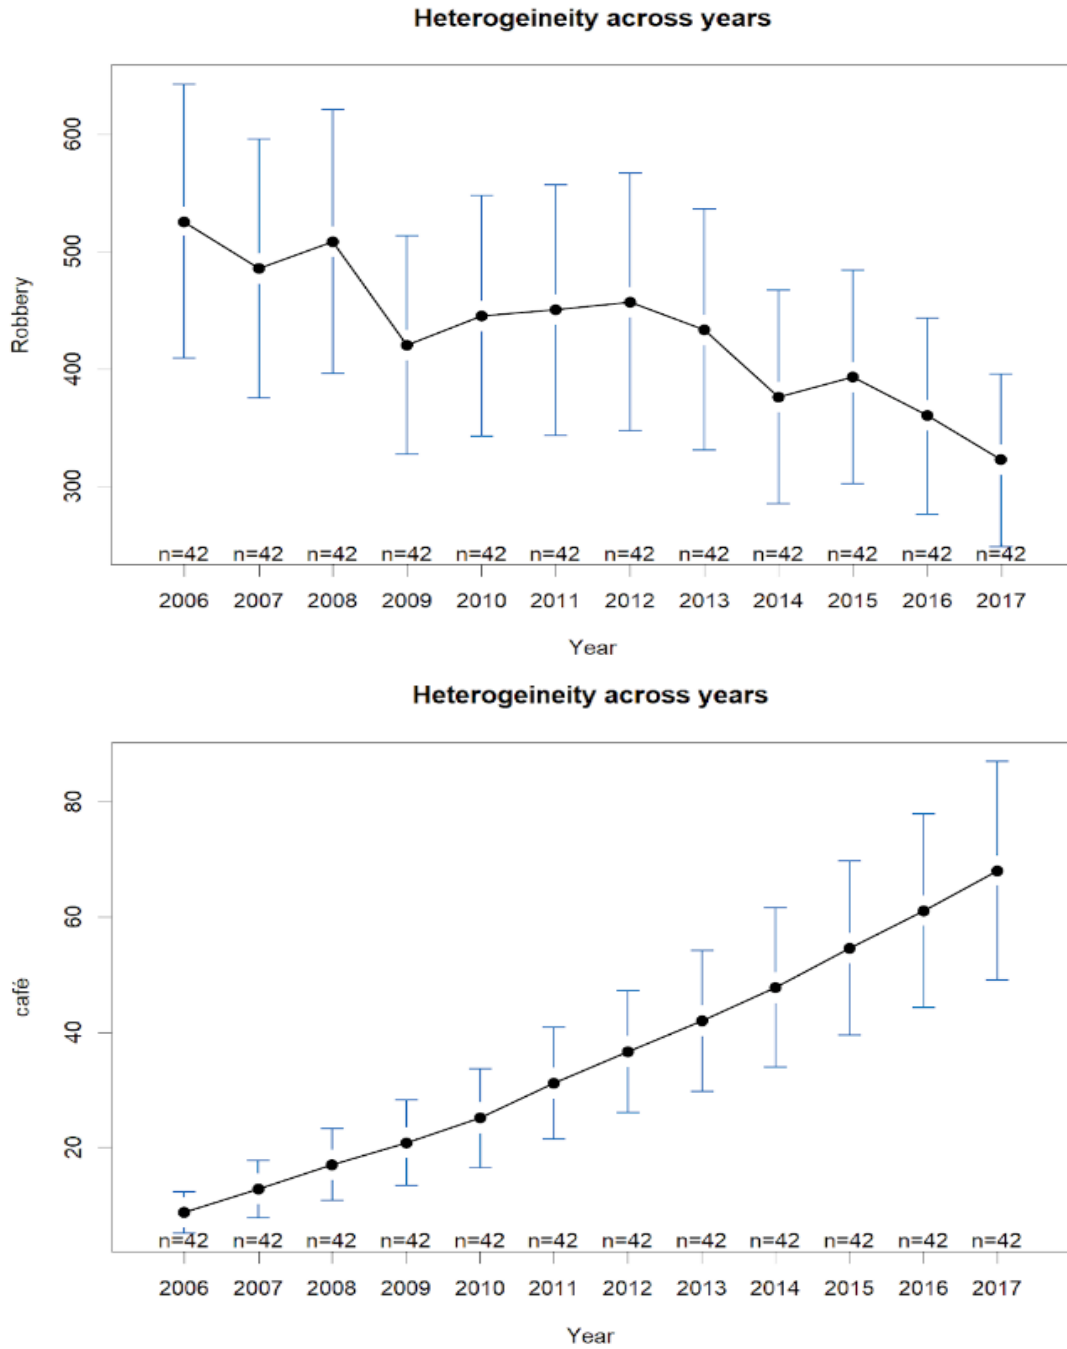 Heterogeineity across years
Robbery
600
500
400
300
n=42 n=42 n=42 n=42 n=42 n=42 n=42 n=42 n=42 n=42 n=42 n=42
2006 2007 2008 2009 2010 2011 2012 2013 2014 2015 2016 2017
Year
Heterogeineity across years
café
80
60
40
20
n=42 n=42 n=42 n=42 n=42 n=42 n=42 n=42 n=42 n=42 n=42 n=42
2006 2007 2008 2009 2010 2011 2012 2013 2014 2015 2016 2017
Year